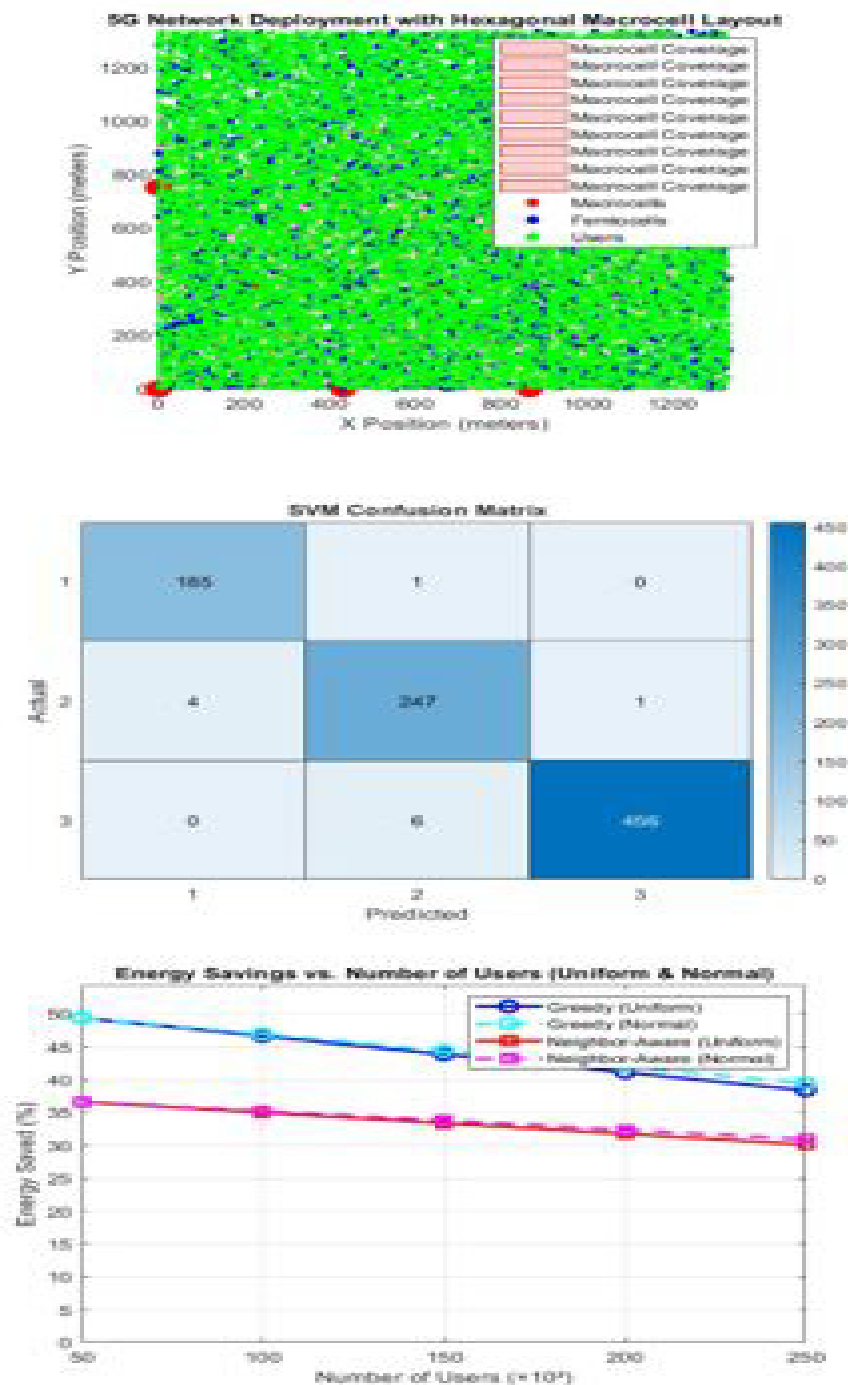 5G Network Deployment with Hexagonal Macrocell Layout
Macrocell Coverage
Macrocell Coverage
Macrocell Coverage
Macrocell Coverage
Macrocell Coverage
Macrocell Coverage
Macrocell Coverage
Macrocell Coverage
Macrocell Coverage
Macrocells
Femtocells
Users
Y Position (meters)
1200
1000
800
600
400
200
0
0 200 400 600 800 1000 1200
X Position (meters)
SVM Confusion Matrix
Actual
1 1 0
2 4 247 1
3 0 6
450
400
350
300
250
200
150
100
50
0
1 2 3
Predicted
Energy Savings vs. Number of Users (Uniform & Normal)
Greedy (Uniform)
Greedy (Normal)
Neighbor-Aware (Uniform)
Neighbor-Aware (Normal)
Energy Saved (%)
50
45
40
35
30
25
20
15
10
5
0
50 100 150 200 250
Number of Users